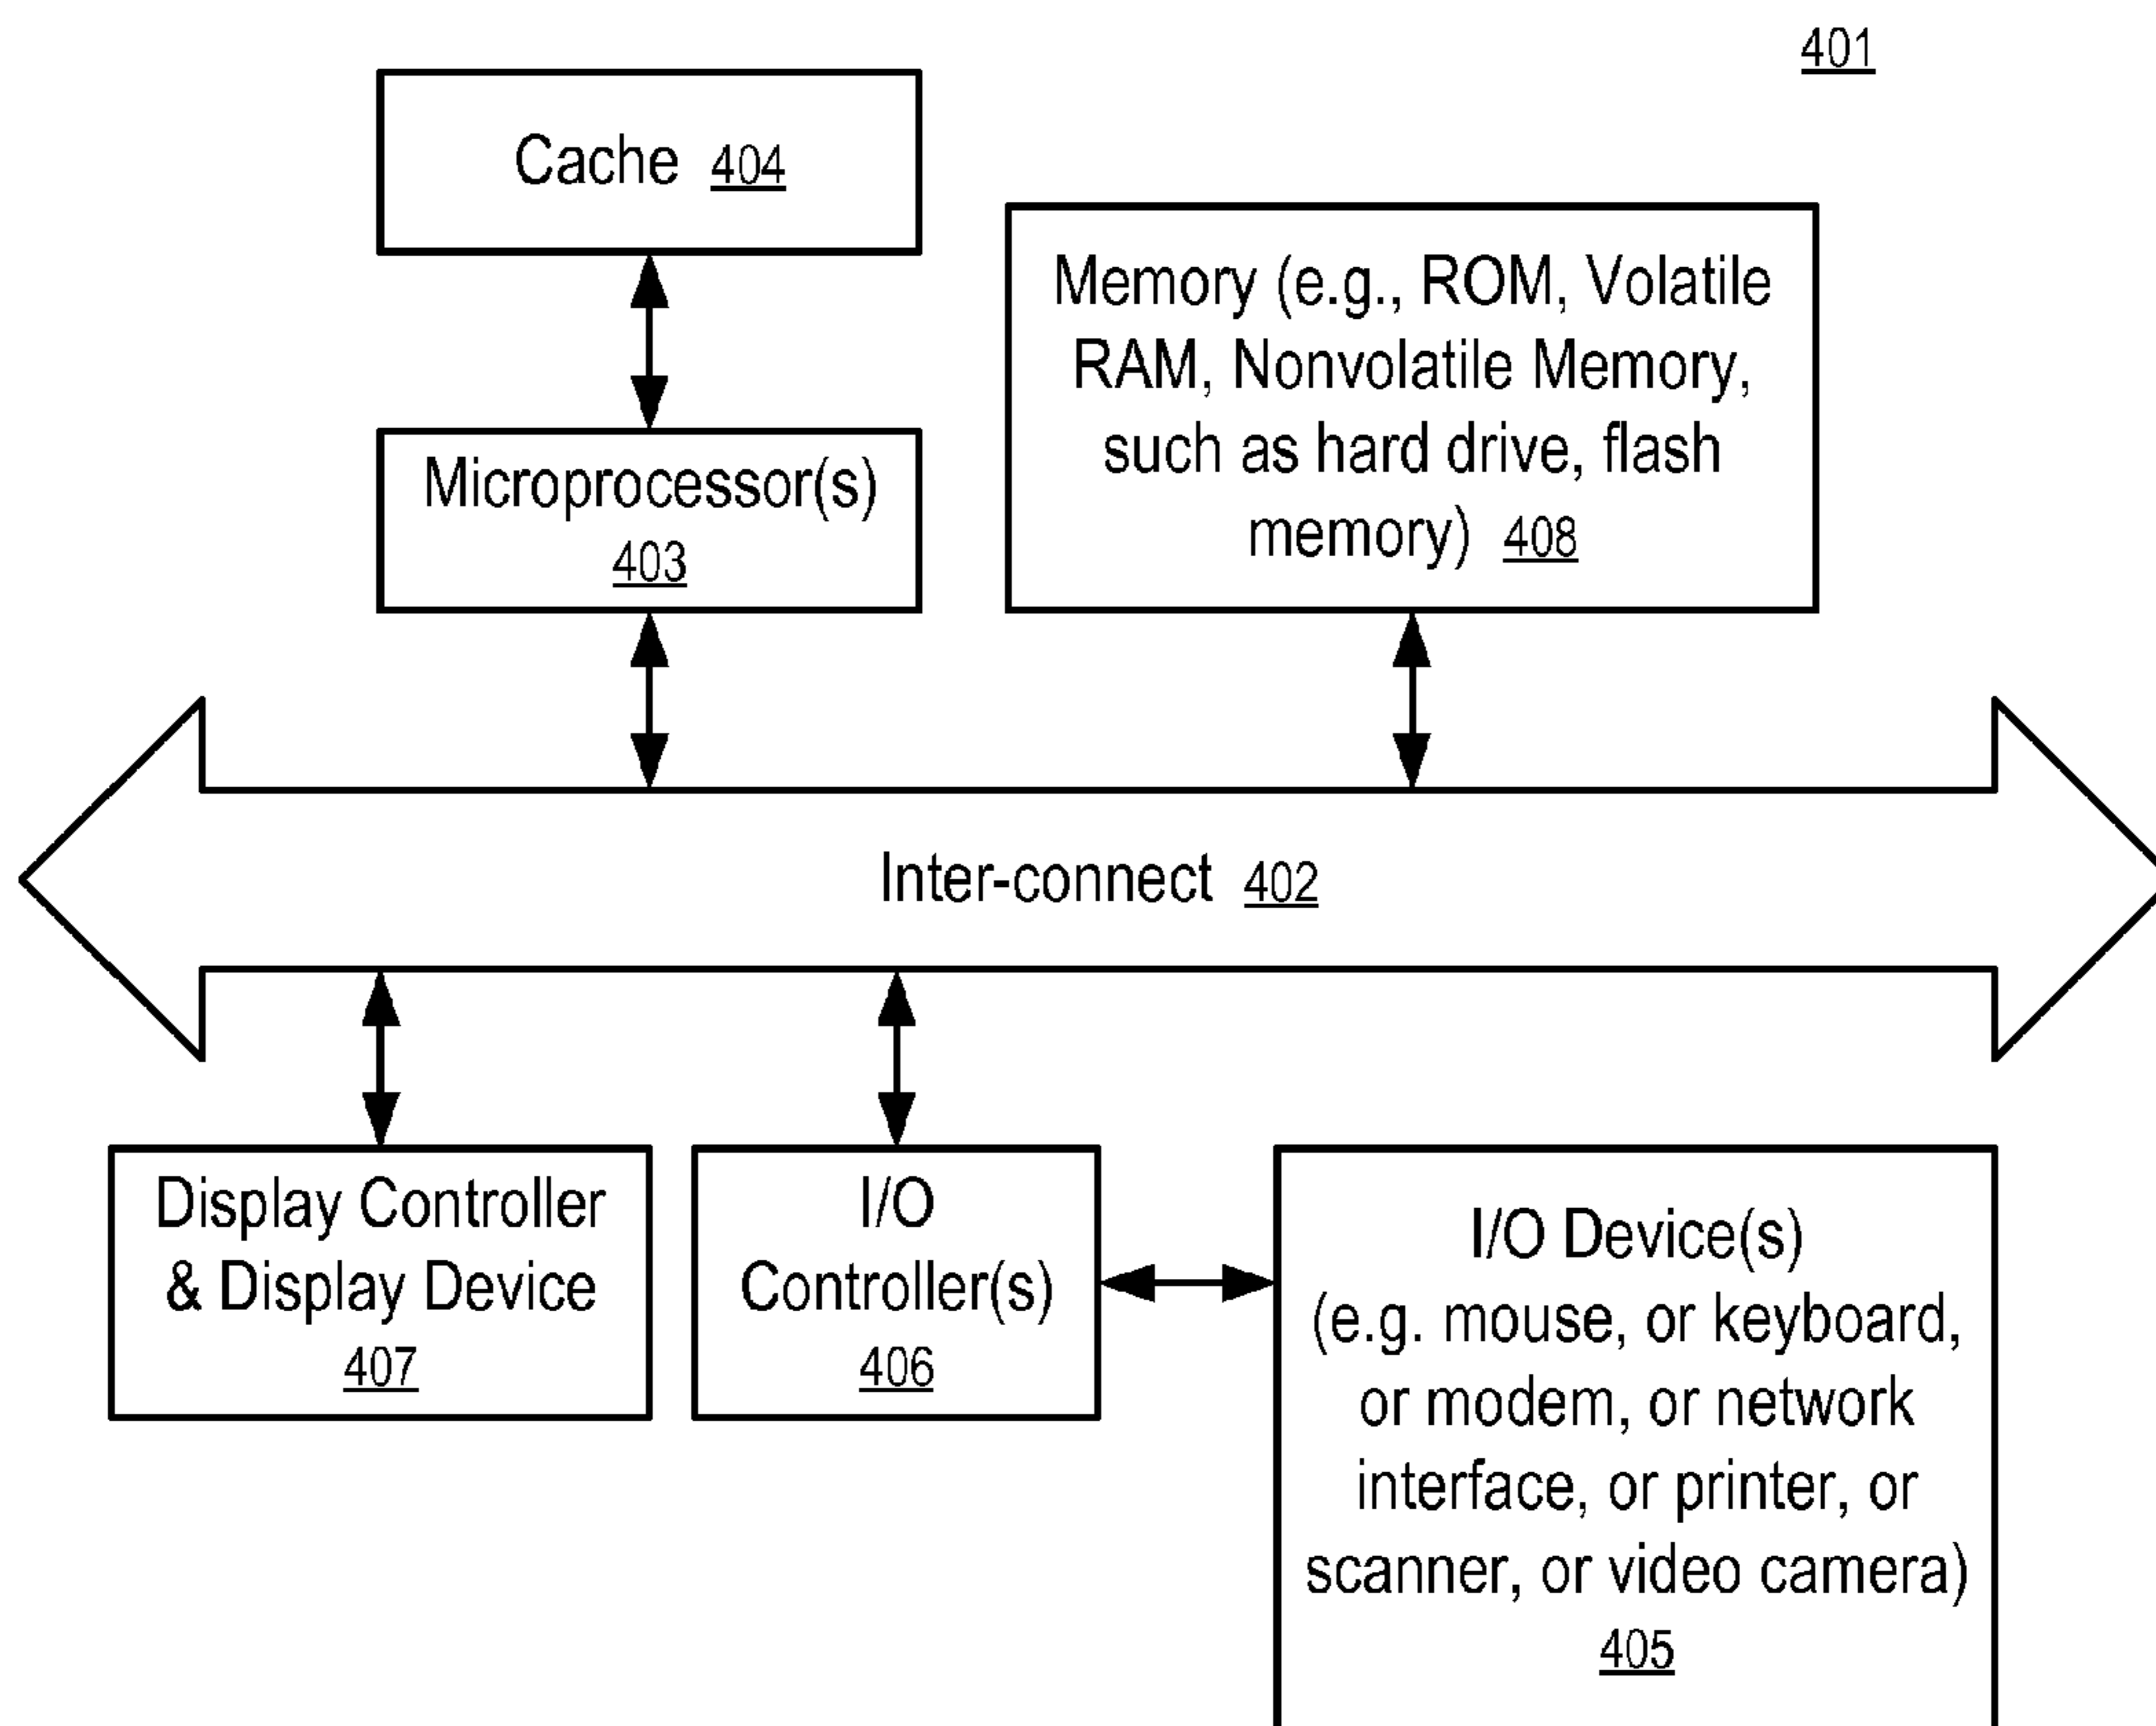 401
Cache 404
Memory (e.g., ROM, Volatile
RAM, Nonvolatile Memory,
such as hard drive, flash
memory) 408
Microprocessor(s)
403
Inter-connect 402
Display Controller
& Display Device
407
I/O
Controller(s)
406
I/O Device(s)
(e.g. mouse, or keyboard,
or modem, or network
interface, or printer, or
scanner, or video camera)
405